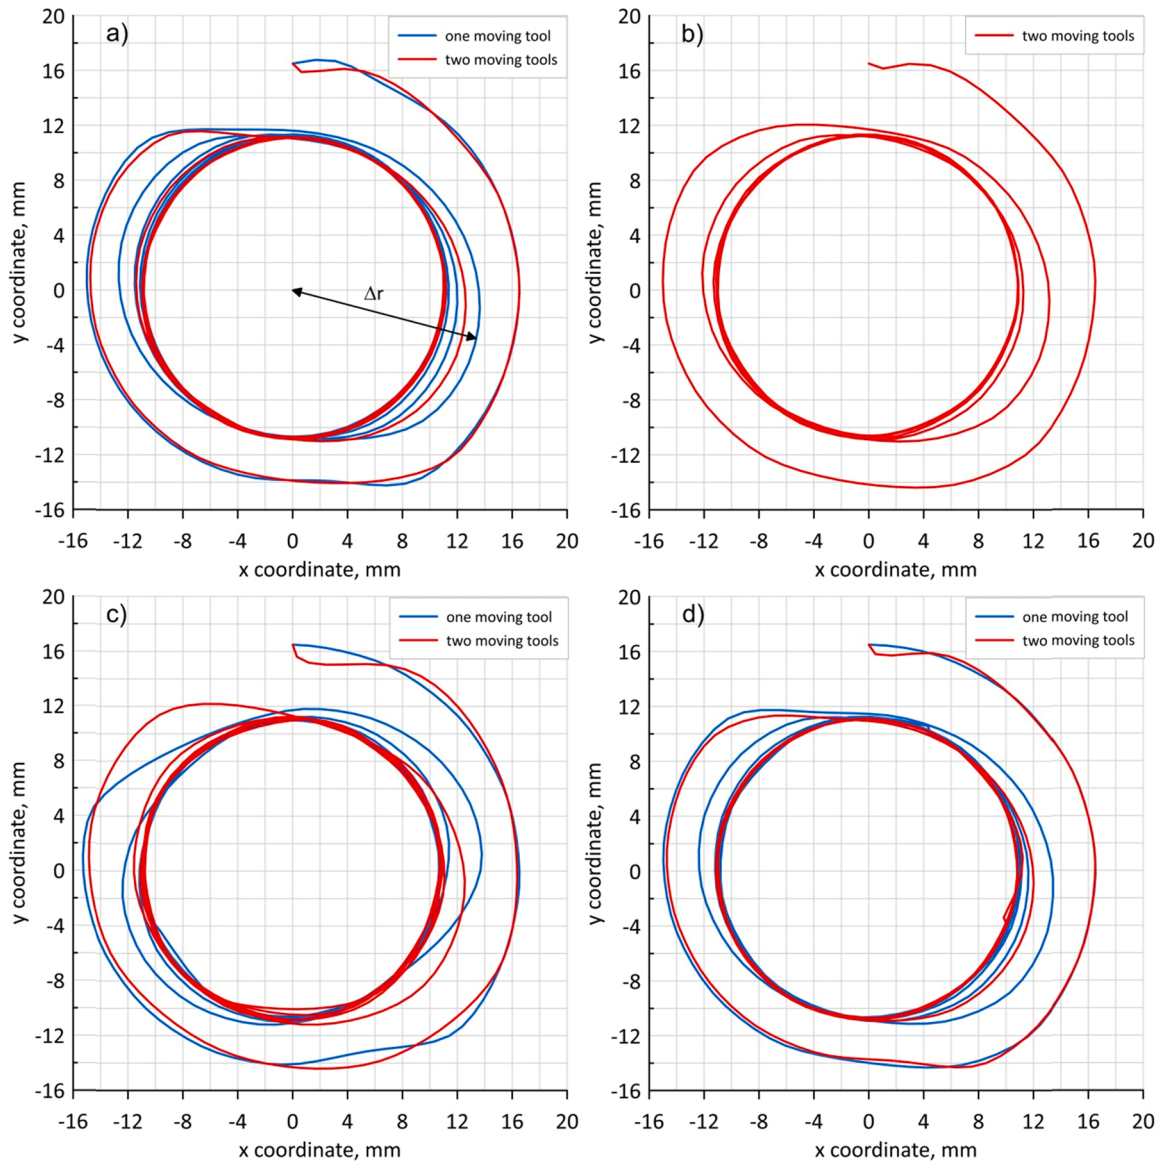 a)
one moving tool
two moving tools
20
16
12
8
4
0
-4
-8
-12
-16
y coordinate, mm
Δr
-16 -12 -8 -4 0 4 8 12 16 20
x coordinate, mm
b)
two moving tools
20
16
12
8
4
0
-4
-8
-12
-16
y coordinate, mm
-16 -12 -8 -4 0 4 8 12 16 20
x coordinate, mm
c)
one moving tool
two moving tools
20
16
12
8
4
0
-4
-8
-12
-16
y coordinate, mm
-16 -12 -8 -4 0 4 8 12 16 20
x coordinate, mm
d)
one moving tool
two moving tools
20
16
12
8
4
0
-4
-8
-12
-16
y coordinate, mm
-16 -12 -8 -4 0 4 8 12 16 20
x coordinate, mm